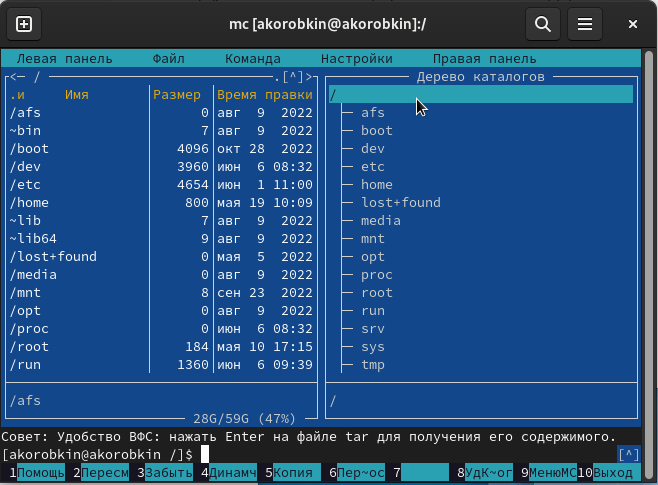 mc [akorobkin@akorobkin]:/
Левая панель Файл Команда Настройки Правая панель
<— / .[^]>
.и Имя Размер Время правки
/afs 0 авг 9 2022
~bin 7 авг 9 2022
/boot 4096 окт 28 2022
/dev 3960 июн 6 08:32
/etc 4654 июн 1 11:00
/home 800 мая 19 10:09
~lib 7 авг 9 2022
~lib64 9 авг 9 2022
/lost+found 0 мая 5 2022
/media 0 авг 9 2022
/mnt 8 сен 23 2022
/opt 0 авг 9 2022
/proc 0 июн 6 08:32
/root 184 мая 10 17:15
/run 1360 июн 6 09:39
/afs
28G/59G (47%)
Дерево каталогов
/
afs
boot
dev
etc
home
lost+found
media
mnt
opt
proc
root
run
srv
sys
tmp
/
Совет: Удобство ВФС: нажать Enter на файле tar для получения его содержимого.
[akorobkin@akorobkin /]$ [^]
1Помощь 2Пересм 3Забыть 4Динамч 5Копия 6Пер~ос 7 8УдК~ог 9МенюMC 10Выход